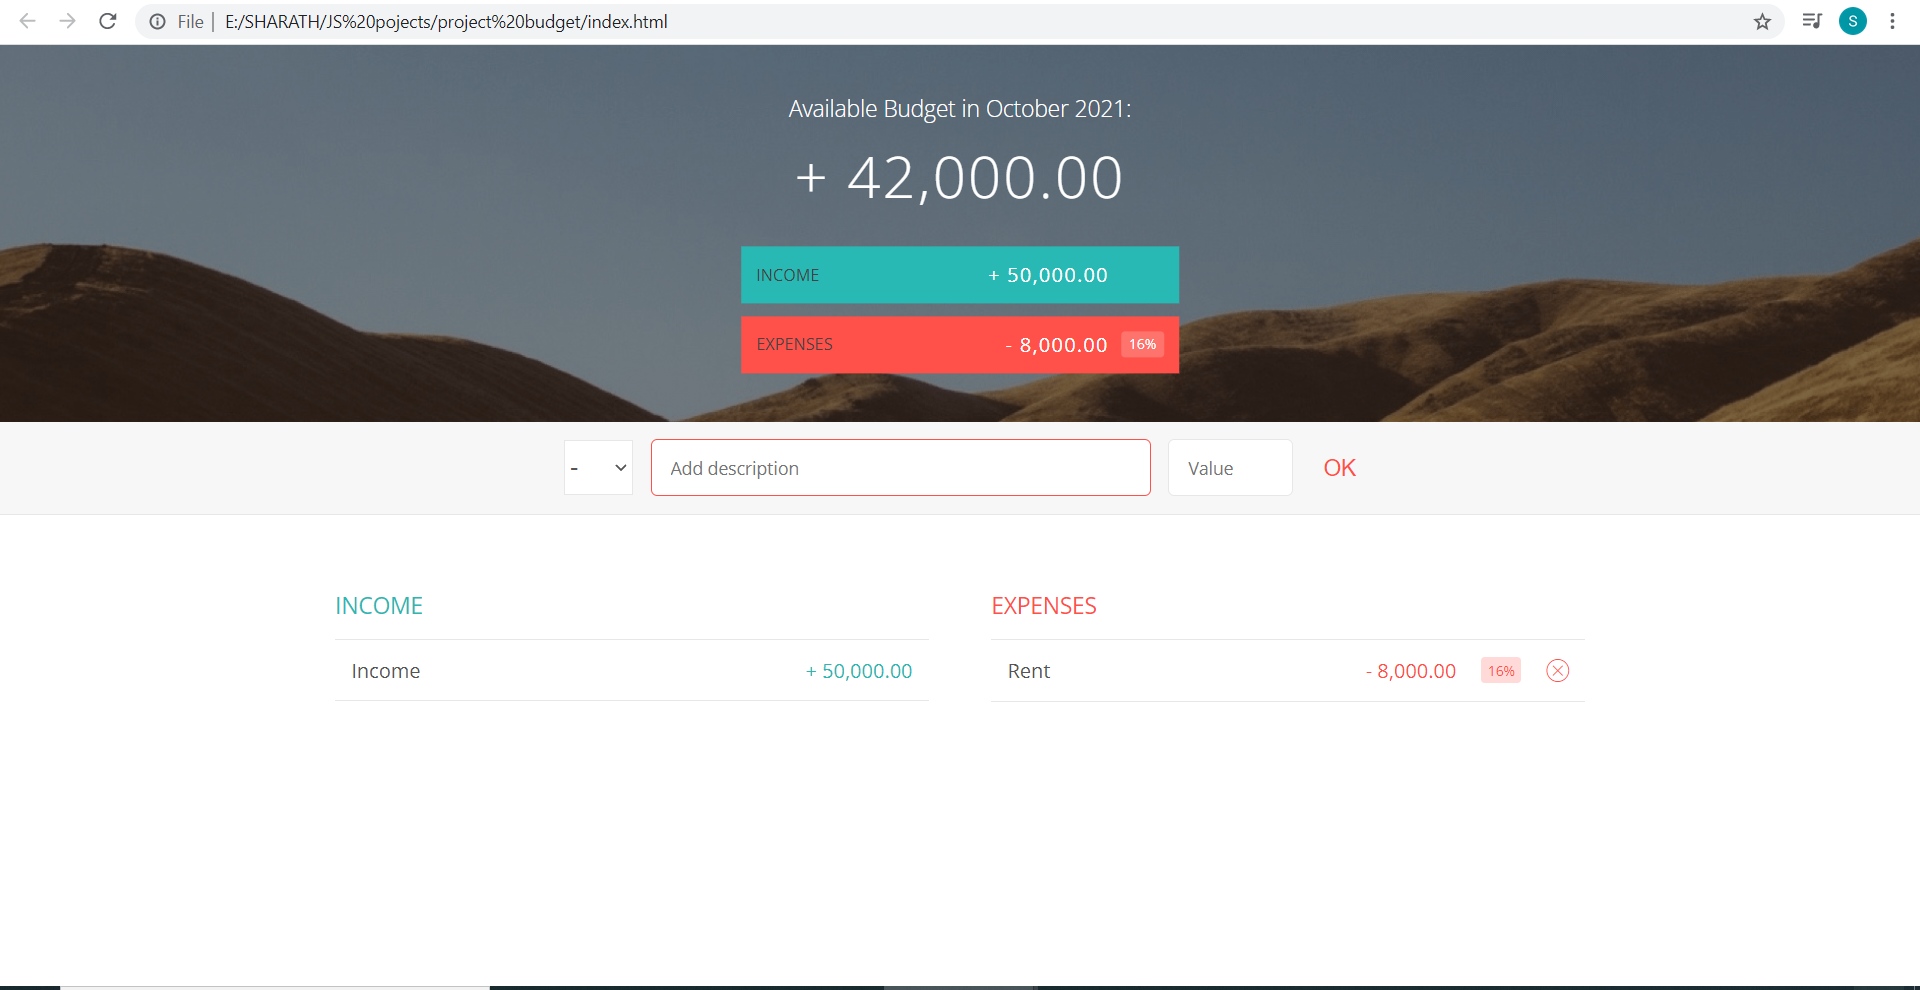 File | E:/SHARATH/JS%20pojects/project%20budget/index.html
S
Available Budget in October 2021:
+ 42,000.00
INCOME + 50,000.00
EXPENSES - 8,000.00 16%
- Add description Value OK
INCOME
Income + 50,000.00
EXPENSES
Rent - 8,000.00 16%